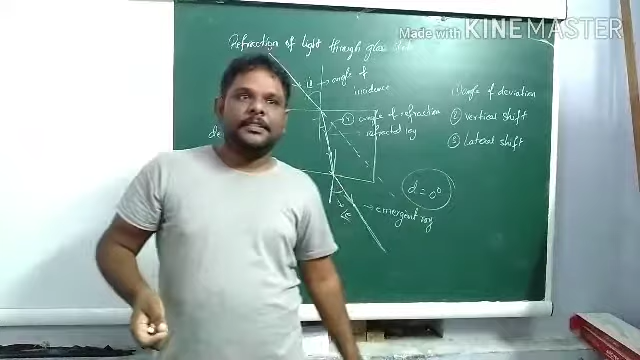 Made with KINEMASTER
Refraction of light through glass slab
i → angle of
incidence
r → angle of refraction
→ refracted ray
→ emergent ray
d = 0°
① angle of deviation
② vertical shift
③ Lateral shift